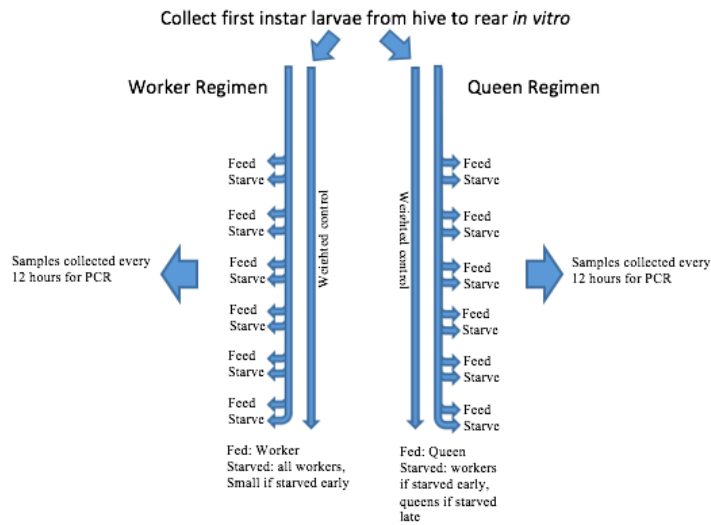 Collect first instar larvae from hive to rear in vitro
Worker Regimen
Queen Regimen
Feed
Starve
Feed
Starve
Feed
Starve
Feed
Starve
Feed
Starve
Feed
Starve
Weighted control
Weighted control
Feed
Starve
Feed
Starve
Feed
Starve
Feed
Starve
Feed
Starve
Feed
Starve
Samples collected every
12 hours for PCR
Samples collected every
12 hours for PCR
Fed: Worker
Starved: all workers,
Small if starved early
Fed: Queen
Starved: workers
if starved early,
queens if starved
late